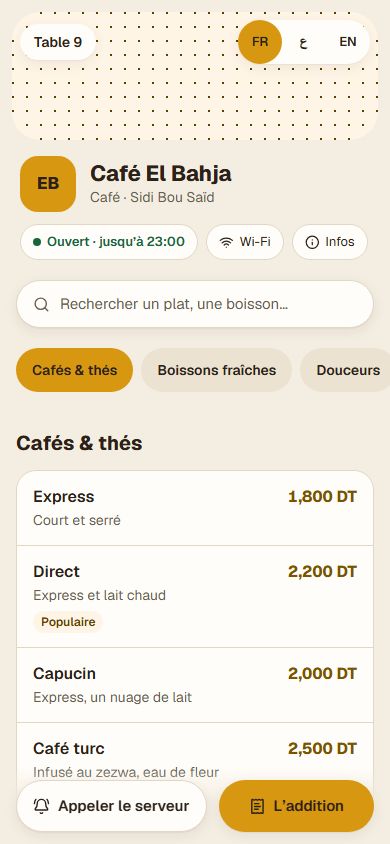 Table 9
FR
ع
EN
EB
Café El Bahja
Café · Sidi Bou Saïd
Ouvert · jusqu’à 23:00
Wi-Fi
Infos
Rechercher un plat, une boisson…
Cafés & thés
Boissons fraîches
Douceurs
Cafés & thés
Express
1,800 DT
Court et serré
Direct
2,200 DT
Express et lait chaud
Populaire
Capucin
2,000 DT
Express, un nuage de lait
Café turc
2,500 DT
Infusé au zezwa, eau de fleur
Appeler le serveur
L’addition